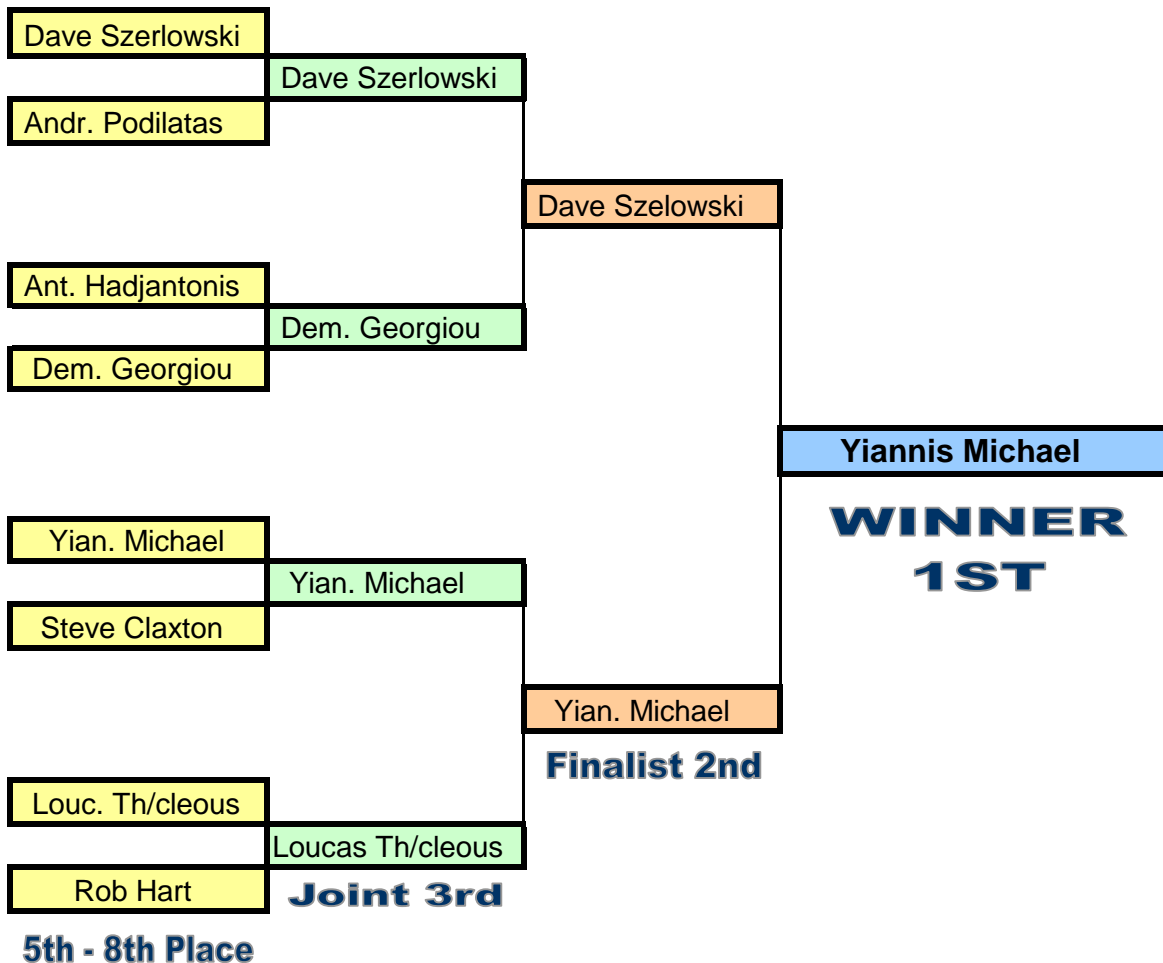 Dave Szerlowski
Dave Szerlowski
Andr. Podilatas
Dave Szelowski
Ant. Hadjantonis
Dem. Georgiou
Dem. Georgiou
Yiannis Michael
WINNER
1ST
Yian. Michael
Yian. Michael
Steve Claxton
Yian. Michael
Finalist 2nd
Louc. Th/cleous
Loucas Th/cleous
Rob Hart
Joint 3rd
5th - 8th Place